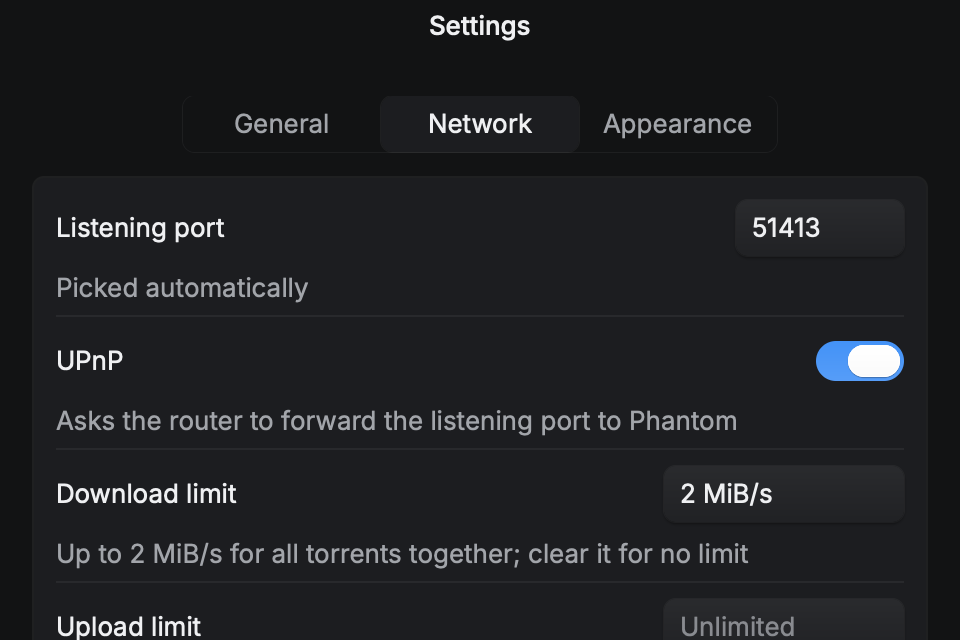 Settings
General Network Appearance
Listening port 51413
Picked automatically
UPnP
Asks the router to forward the listening port to Phantom
Download limit 2 MiB/s
Up to 2 MiB/s for all torrents together; clear it for no limit
Upload limit Unlimited